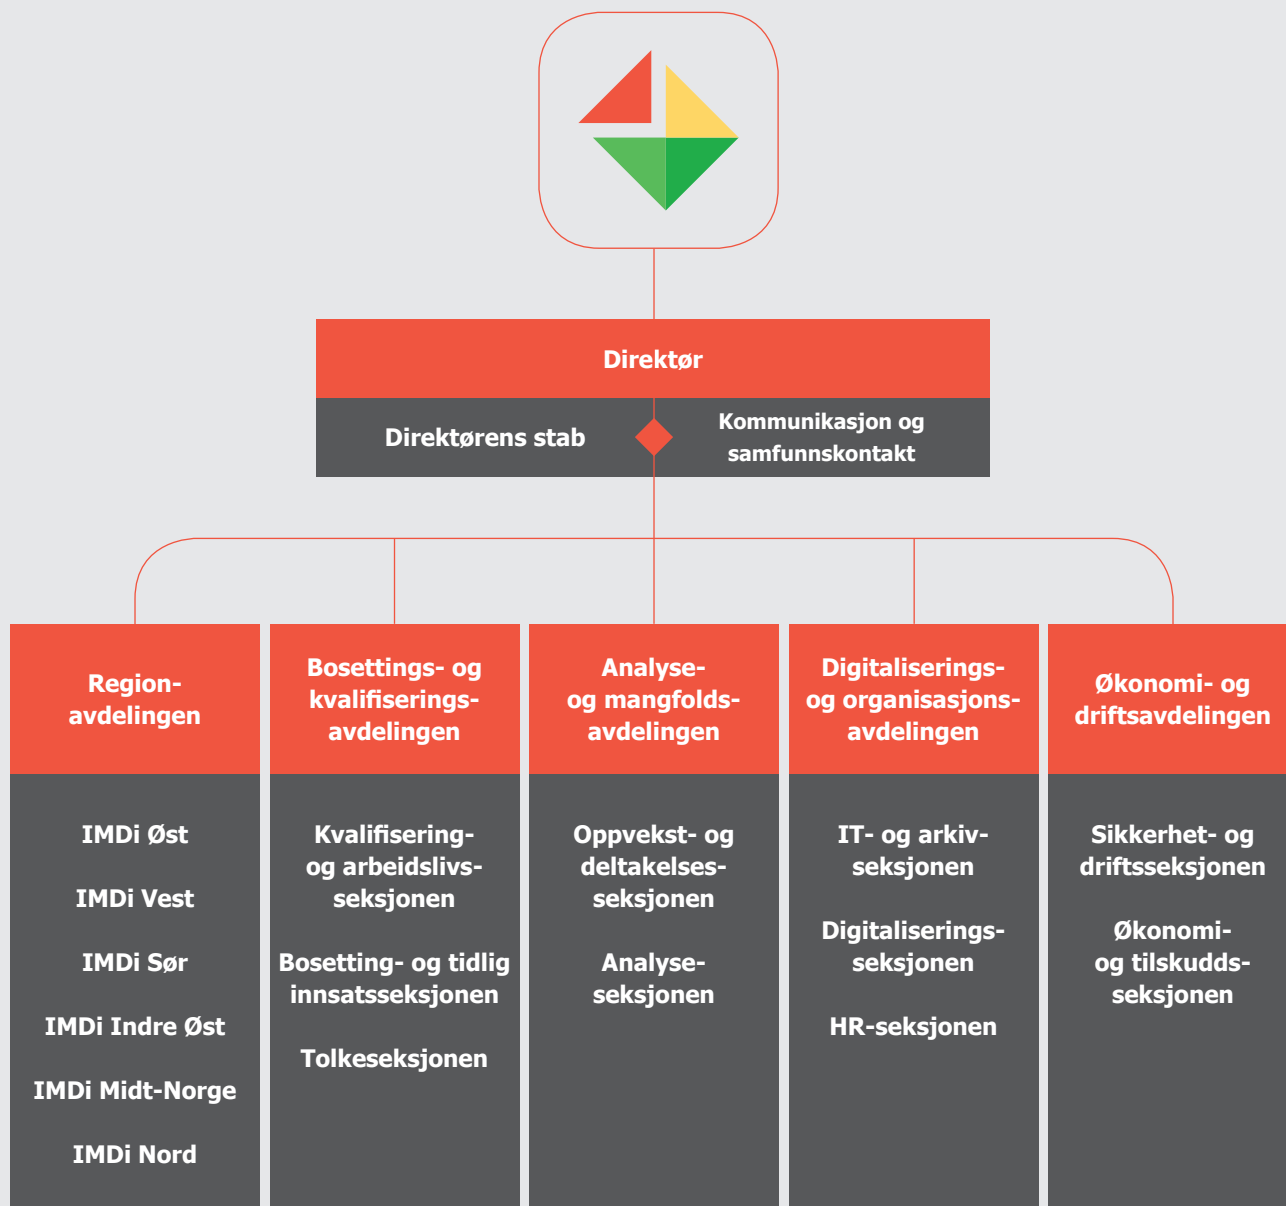 Direktør
Direktørens stab
Kommunikasjon og
samfunnskontakt
Region-
avdelingen
IMDi Øst
IMDi Vest
IMDi Sør
IMDi Indre Øst
IMDi Midt-Norge
IMDi Nord
Bosettings- og
kvalifiserings-
avdelingen
Kvalifisering-
og arbeidslivs-
seksjonen
Bosetting- og tidlig
innsatsseksjonen
Tolkeseksjonen
Analyse-
og mangfolds-
avdelingen
Oppvekst- og
deltakelses-
seksjonen
Analyse-
seksjonen
Digitaliserings-
og organisasjons-
avdelingen
IT- og arkiv-
seksjonen
Digitaliserings-
seksjonen
HR-seksjonen
Økonomi- og
driftsavdelingen
Sikkerhet- og
driftsseksjonen
Økonomi-
og tilskudds-
seksjonen